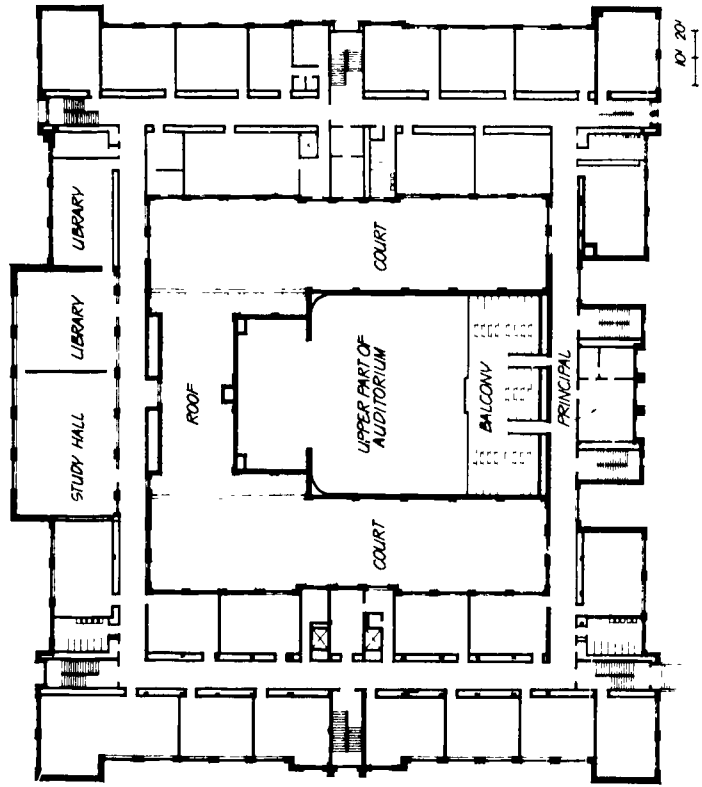 10' 20'
LIBRARY
COURT
LIBRARY
ROOF
UPPER PART OF
AUDITORIUM
BALCONY
PRINCIPAL
STUDY HALL
COURT